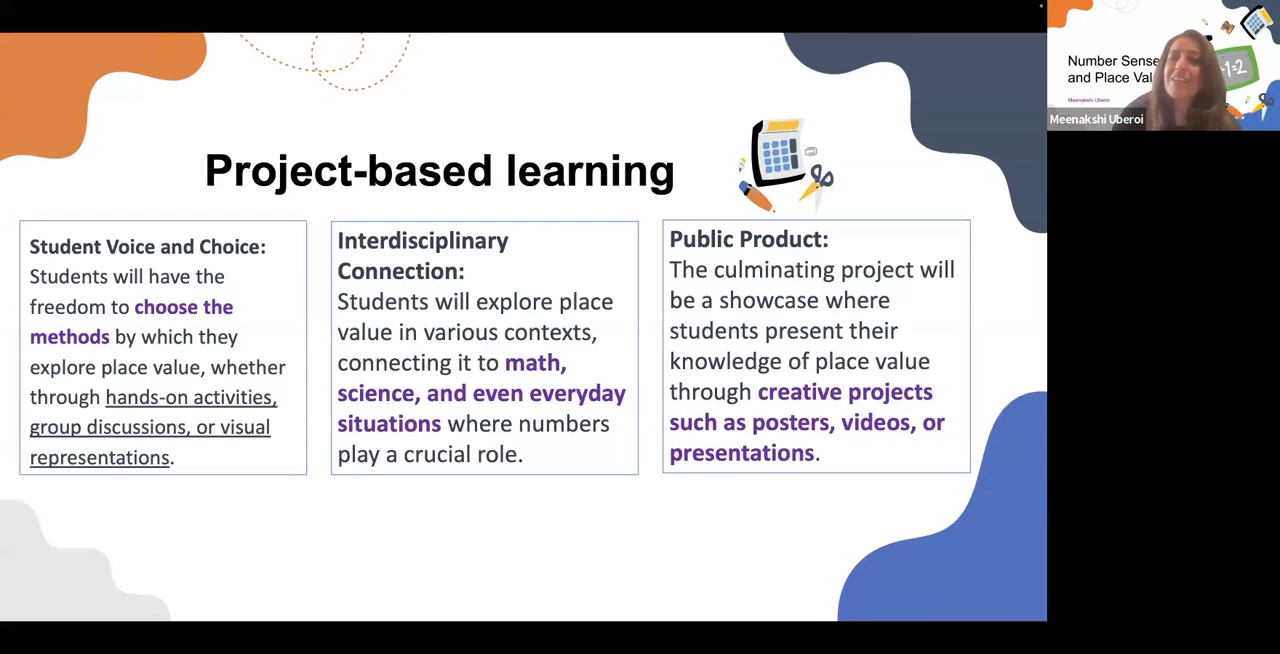 Project-based learning
Student Voice and Choice:
Students will have the
freedom to choose the
methods by which they
explore place value, whether
through hands-on activities,
group discussions, or visual
representations.
Interdisciplinary
Connection:
Students will explore place
value in various contexts,
connecting it to math,
science, and even everyday
situations where numbers
play a crucial role.
Public Product:
The culminating project will
be a showcase where
students present their
knowledge of place value
through creative projects
such as posters, videos, or
presentations.
Number Sense
and Place Val
Meenakshi Uberoi
-1=2
Meenakshi Uberoi